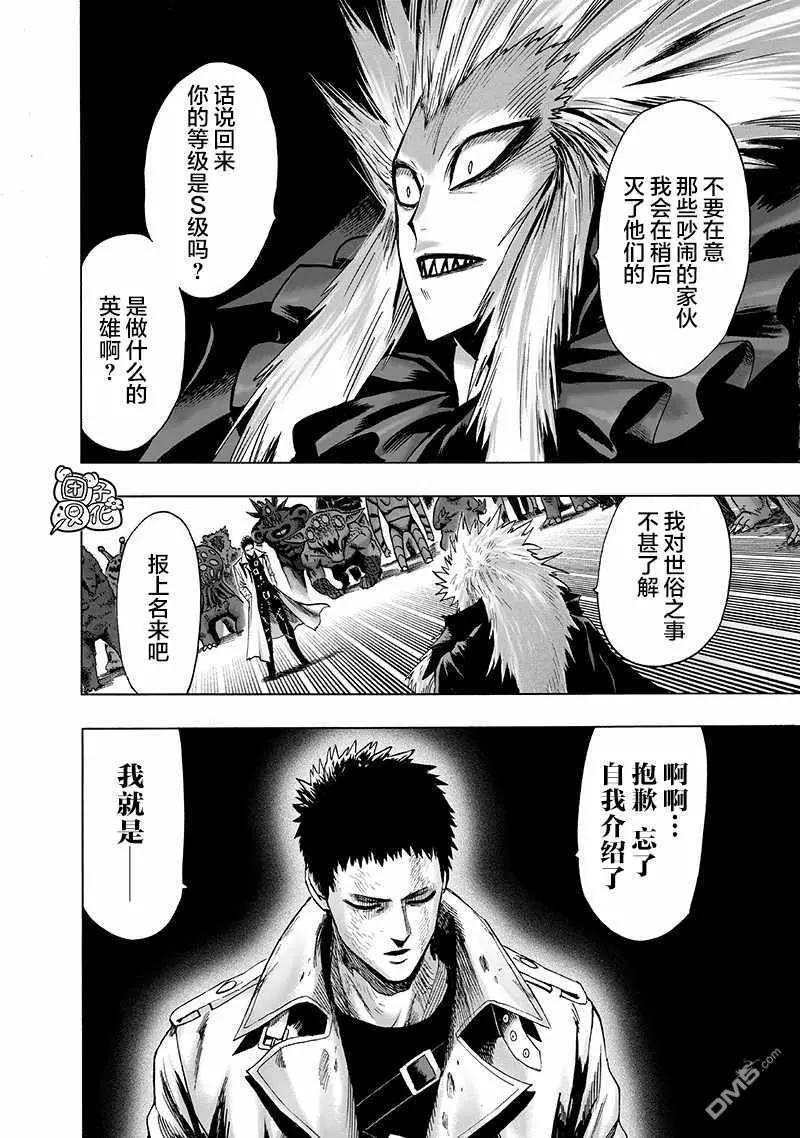 不要在意
那些吵闹的家伙
我会在稍后
灭了他们的
话说回来
你的等级是S级吗？
是做什么的
英雄啊？
我对世俗之事
不甚了解
报上名来吧
啊啊…
抱歉 忘了
自我介绍了
我就是——
团子
汉化
DM5.com